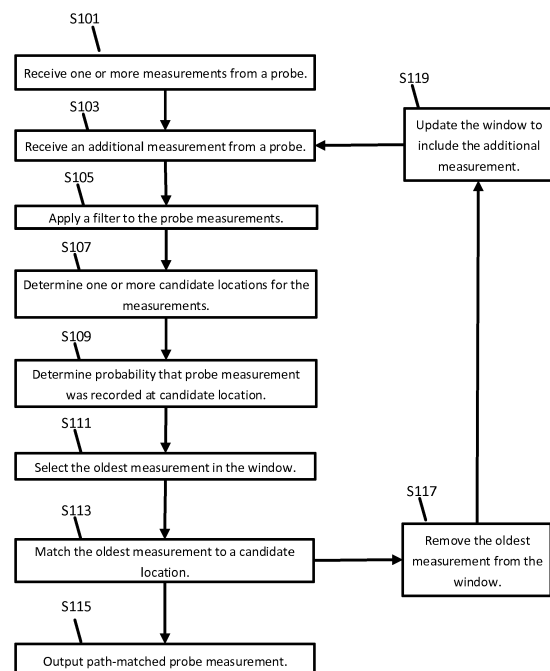 S101
Receive one or more measurements from a probe.
S103
Receive an additional measurement from a probe.
S105
Apply a filter to the probe measurements.
S107
Determine one or more candidate locations for the
measurements.
S109
Determine probability that probe measurement
was recorded at candidate location.
S111
Select the oldest measurement in the window.
S113
Match the oldest measurement to a candidate
location.
S115
Output path-matched probe measurement.
S117
Remove the oldest
measurement from the
window.
S119
Update the window to
include the additional
measurement.